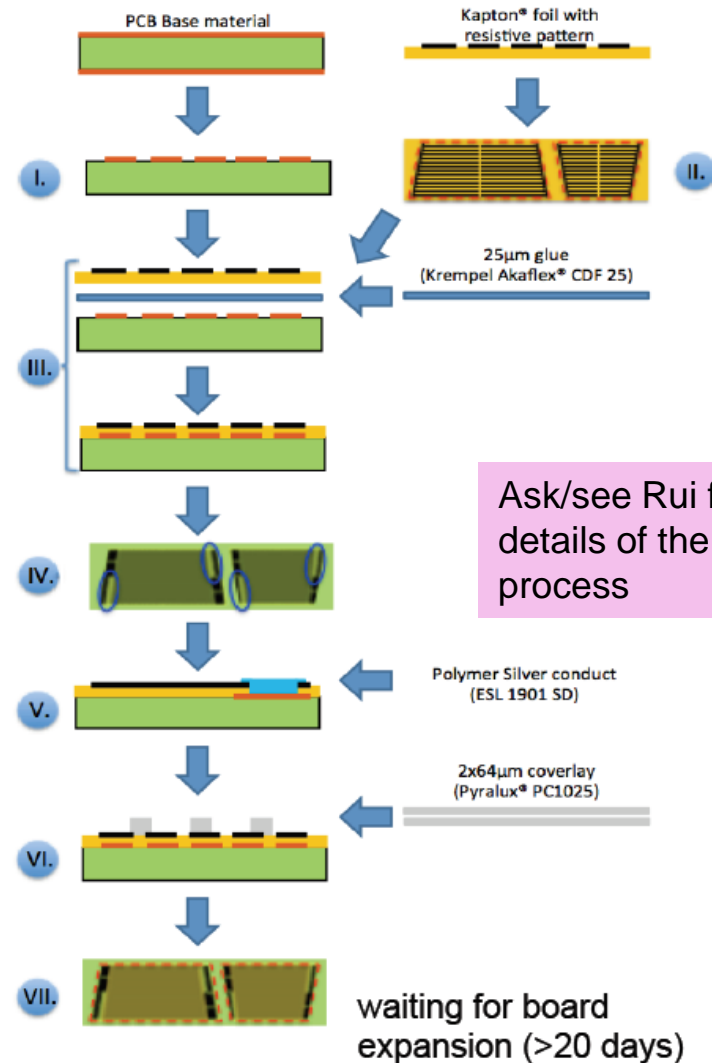 PCB Base material
Kapton® foil with
resistive pattern
I.
II.
25µm glue
(Krempel Akaflex® CDF 25)
III.
Ask/see Rui f
details of the
process
IV.
Polymer Silver conduct
(ESL 1901 SD)
V.
2x64µm coverlay
(Pyralux® PC1025)
VI.
VII.
waiting for board
expansion (>20 days)